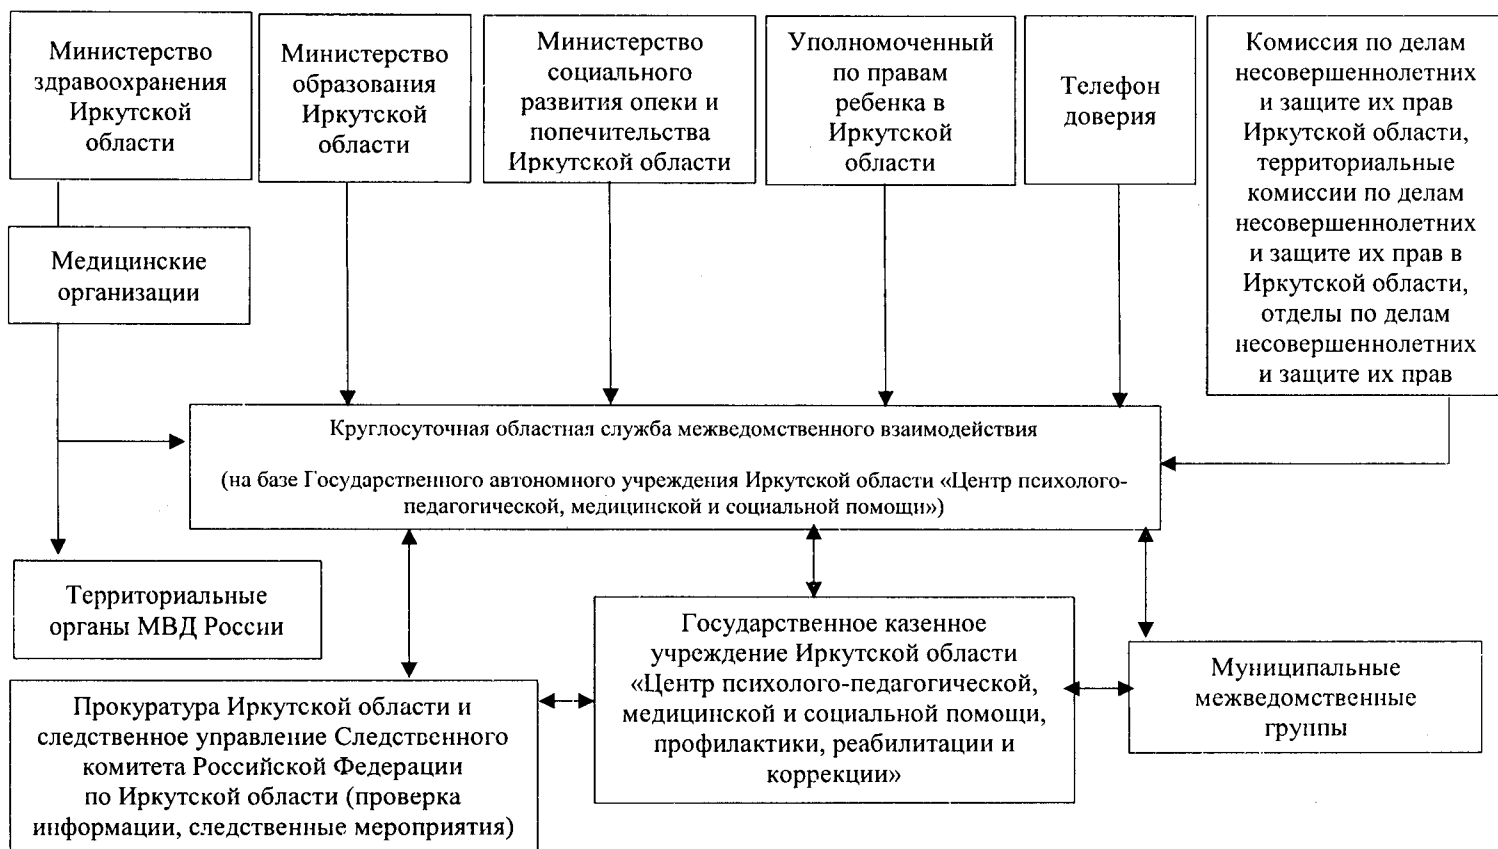 Министерство
здравоохранения
Иркутской
области
Министерство
образования
Иркутской
области
Министерство
социального
развития опеки и
попечительства
Иркутской области
Уполномоченный
по правам
ребенка в
Иркутской
области
Телефон
доверия
Комиссия по делам
несовершеннолетних
и защите их прав
Иркутской области,
территориальные
комиссии по делам
несовершеннолетних
и защите их прав в
Иркутской области,
отделы по делам
несовершеннолетних
и защите их прав
Медицинские
организации
Круглосуточная областная служба межведомственного взаимодействия
(на базе Государственного автономного учреждения Иркутской области «Центр психолого-
педагогической, медицинской и социальной помощи»)
Территориальные
органы МВД России
Прокуратура Иркутской области и
следственное управление Следственного
комитета Российской Федерации
по Иркутской области (проверка
информации, следственные мероприятия)
Государственное казенное
учреждение Иркутской области
«Центр психолого-педагогической,
медицинской и социальной помощи,
профилактики, реабилитации и
коррекции»
Муниципальные
межведомственные
группы